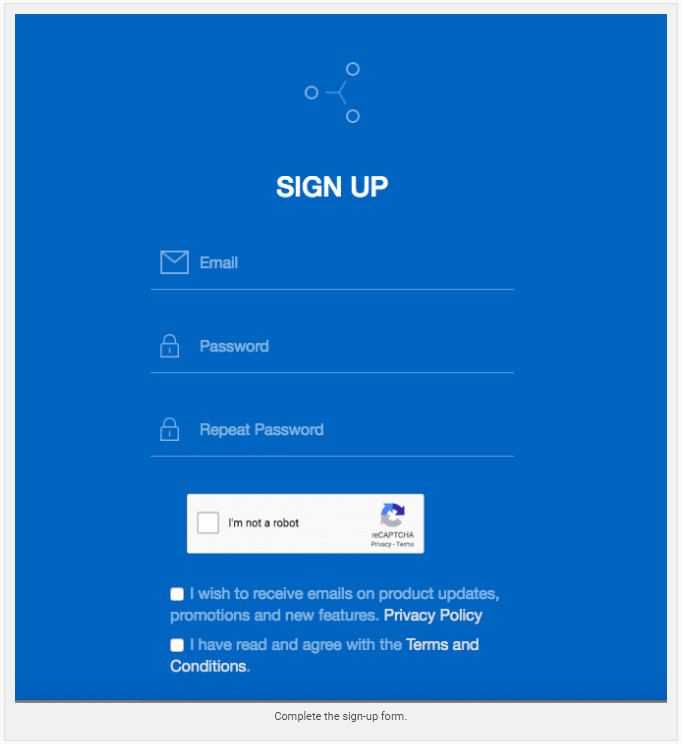 SIGN UP
Email
Password
Repeat Password
I'm not a robot
reCAPTCHA
Privacy - Terms
I wish to receive emails on product updates,
promotions and new features. Privacy Policy
I have read and agree with the Terms and
Conditions.
Complete the sign-up form.